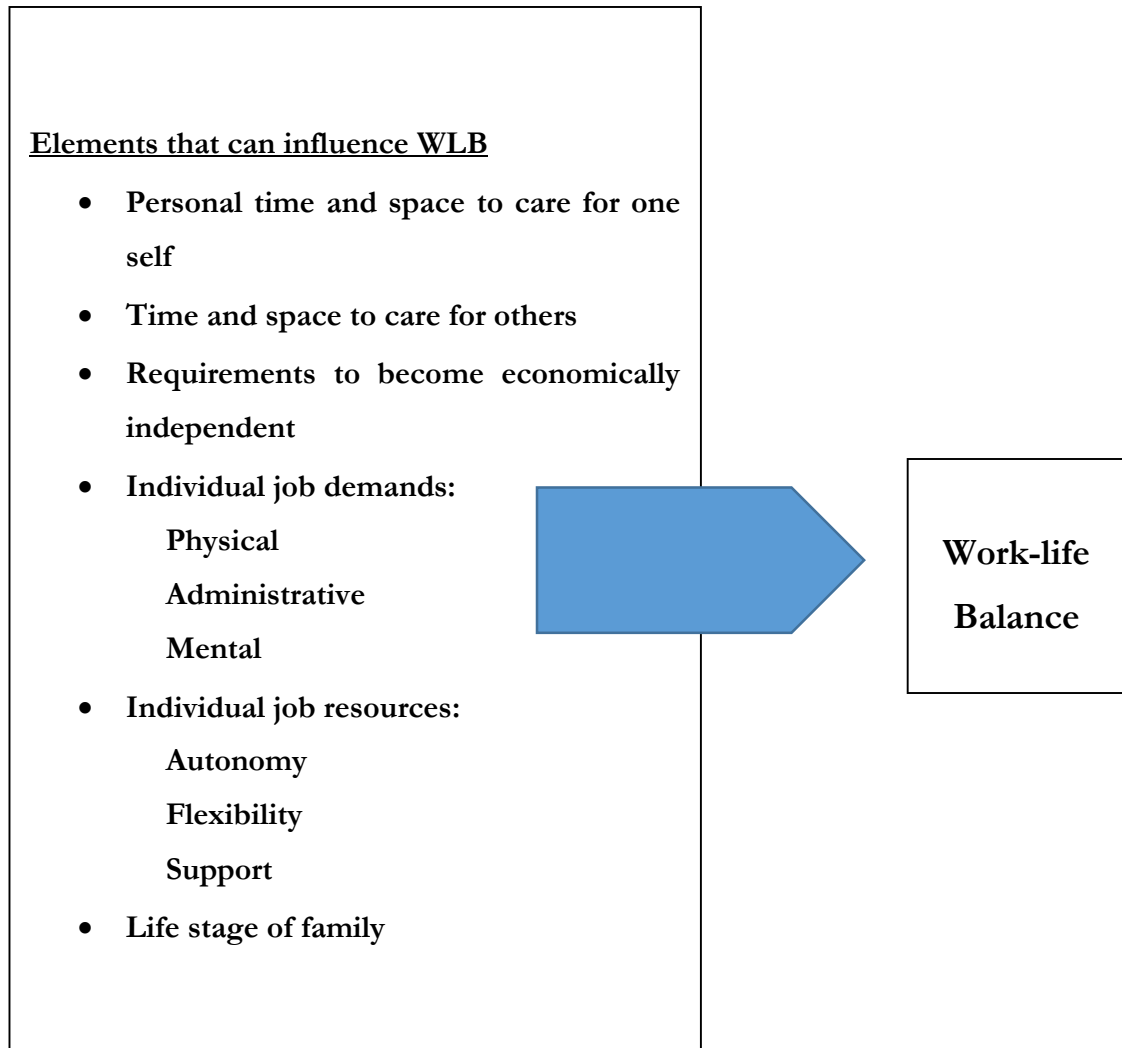 Elements that can influence WLB
• Personal time and space to care for one
self
• Time and space to care for others
• Requirements to become economically
independent
• Individual job demands:
Physical
Administrative
Mental
• Individual job resources:
Autonomy
Flexibility
Support
• Life stage of family
Work-life
Balance